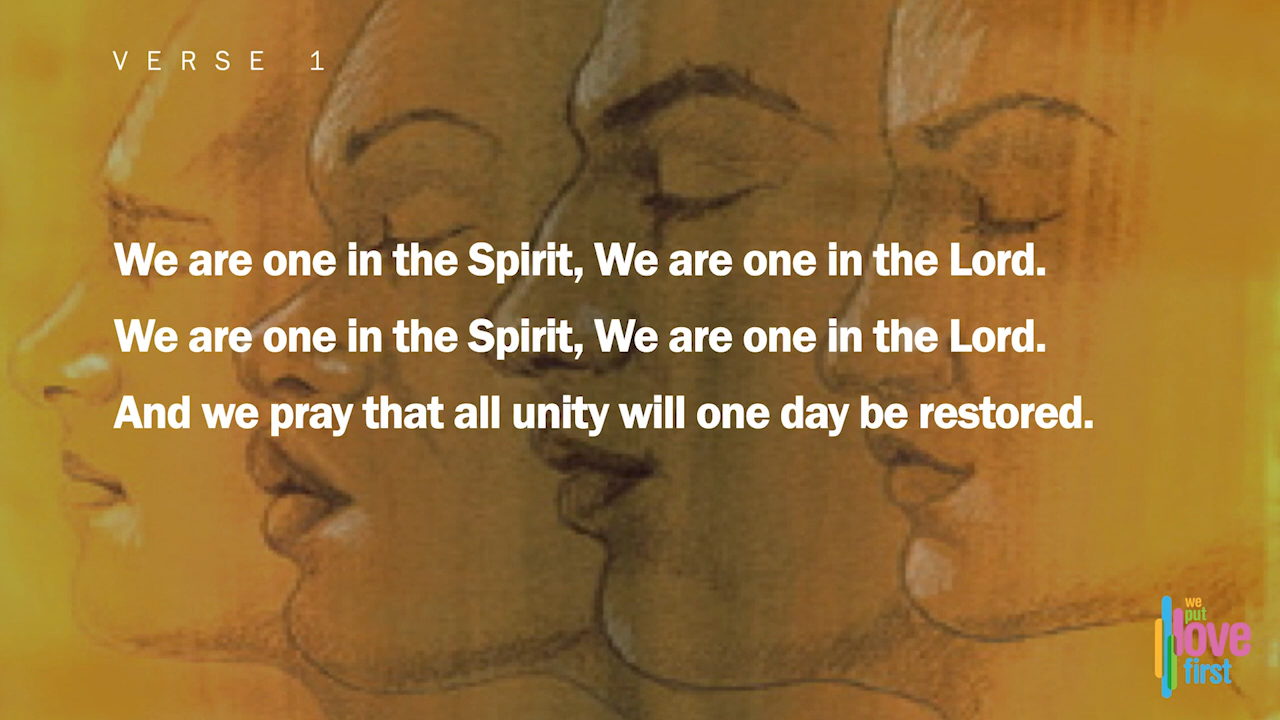 VERSE 1
We are one in the Spirit, We are one in the Lord.
We are one in the Spirit, We are one in the Lord.
And we pray that all unity will one day be restored.
we
put
love
first